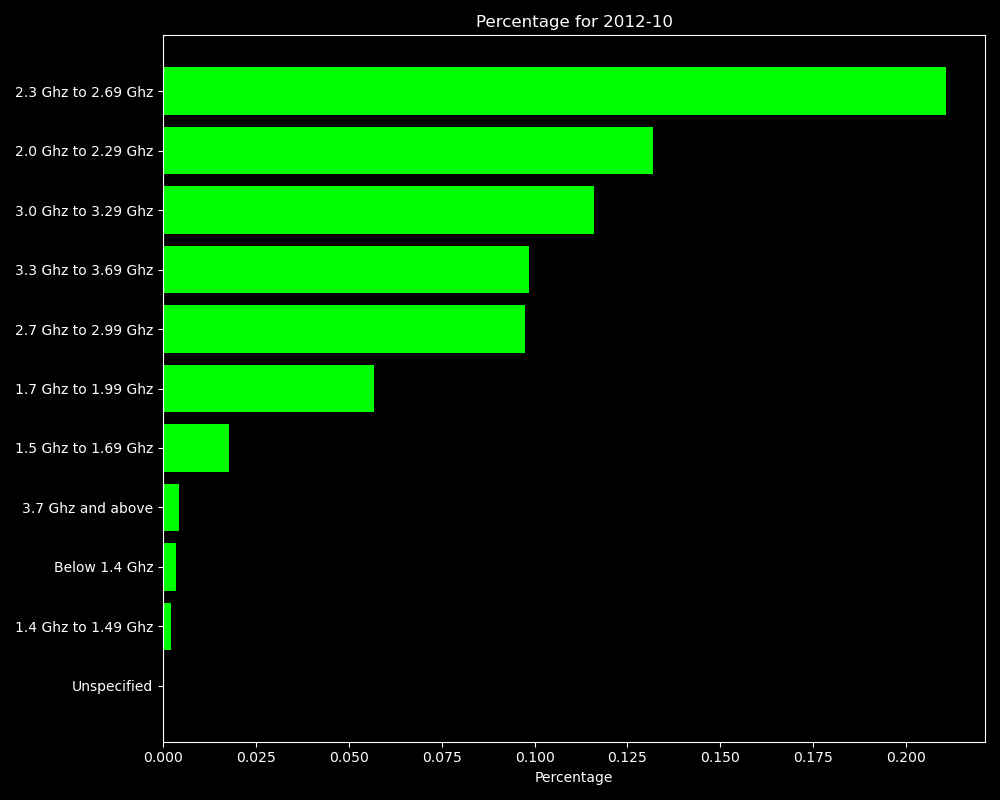 Percentage for 2012-10
2.3 Ghz to 2.69 Ghz
2.0 Ghz to 2.29 Ghz
3.0 Ghz to 3.29 Ghz
3.3 Ghz to 3.69 Ghz
2.7 Ghz to 2.99 Ghz
1.7 Ghz to 1.99 Ghz
1.5 Ghz to 1.69 Ghz
3.7 Ghz and above
Below 1.4 Ghz
1.4 Ghz to 1.49 Ghz
Unspecified
0.000 0.025 0.050 0.075 0.100 0.125 0.150 0.175 0.200
Percentage